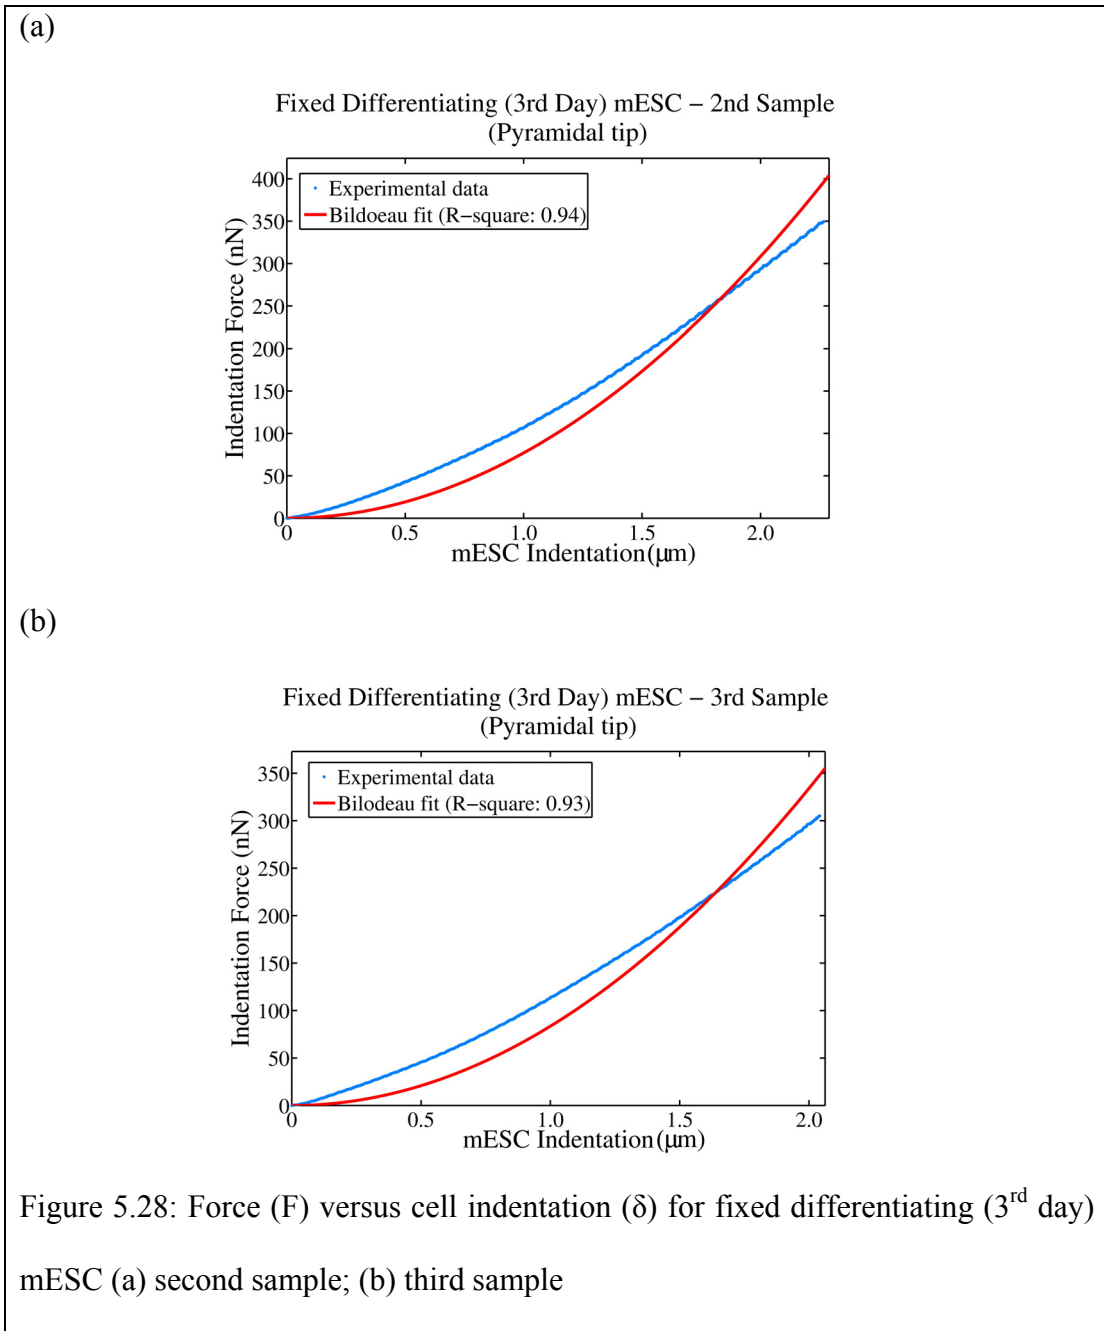 (a)
Fixed Differentiating (3rd Day) mESC − 2nd Sample
(Pyramidal tip)
Experimental data
Bildoeau fit (R−square: 0.94)
Indentation Force (nN)
400
350
300
250
200
150
100
50
0
0 0.5 1.0 1.5 2.0
mESC Indentation(μm)
(b)
Fixed Differentiating (3rd Day) mESC − 3rd Sample
(Pyramidal tip)
Experimental data
Bilodeau fit (R−square: 0.93)
Indentation Force (nN)
350
300
250
200
150
100
50
0
0 0.5 1.0 1.5 2.0
mESC Indentation(μm)
Figure 5.28: Force (F) versus cell indentation (δ) for fixed differentiating (3rd day)
mESC (a) second sample; (b) third sample